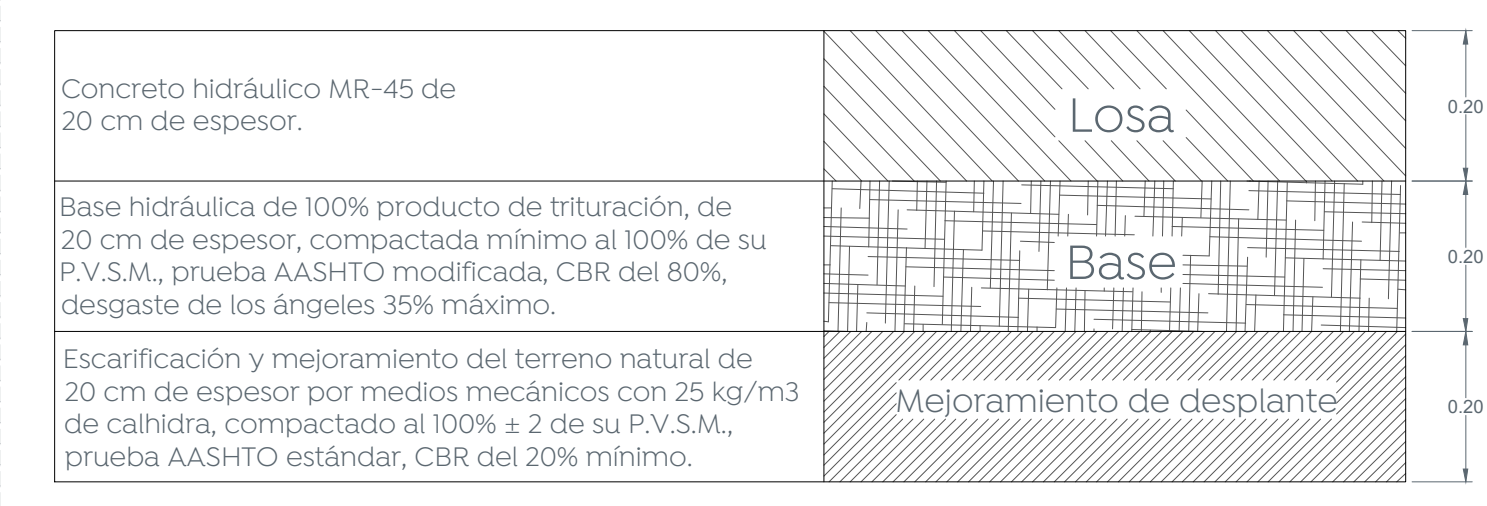 Concreto hidráulico MR-45 de
20 cm de espesor.
Losa
0.20
Base hidráulica de 100% producto de trituración, de
20 cm de espesor, compactada mínimo al 100% de su
P.V.S.M., prueba AASHTO modificada, CBR del 80%,
desgaste de los ángeles 35% máximo.
Base
0.20
Escarificación y mejoramiento del terreno natural de
20 cm de espesor por medios mecánicos con 25 kg/m3
de calhidra, compactado al 100% ± 2 de su P.V.S.M.,
prueba AASHTO estándar, CBR del 20% mínimo.
Mejoramiento de desplante
0.20